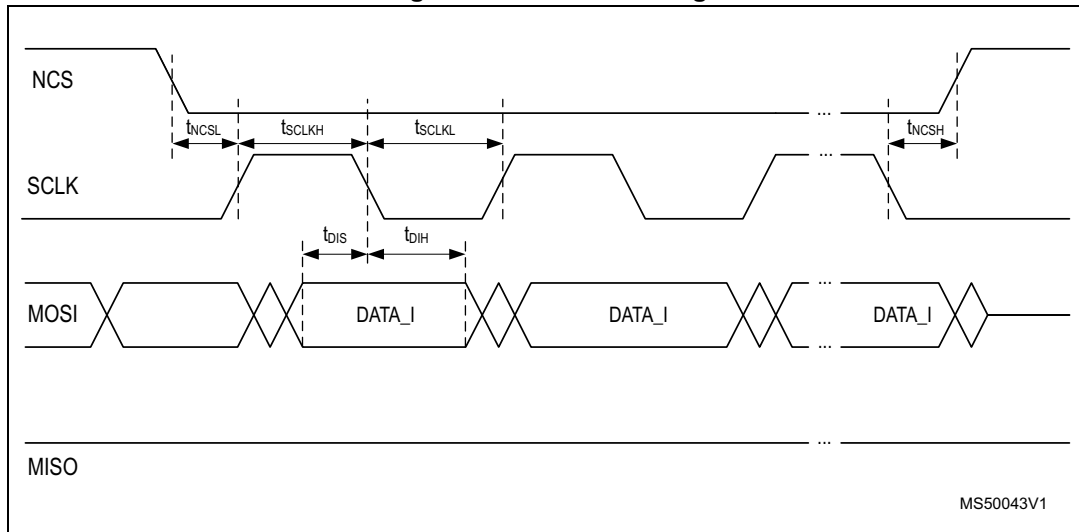 NCS
tNCSL
tSCLKH
tSCLKL
...
tNCSH
SCLK
...
tDIS
tDIH
MOSI
DATA_I
DATA_I
...
DATA_I
...
...
MISO
MS50043V1